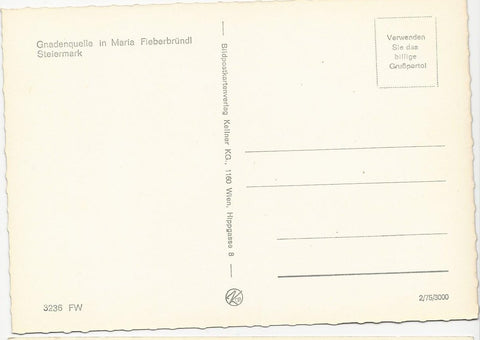 Gnadenquelle in Maria Fieberbründl
Steiermark
Verwenden
Sie das
billige
Grußporto!
Bildpostkartenverlag Kellner KG., 1160 Wien, Hippgasse 8
3236 FW
2/75/3000